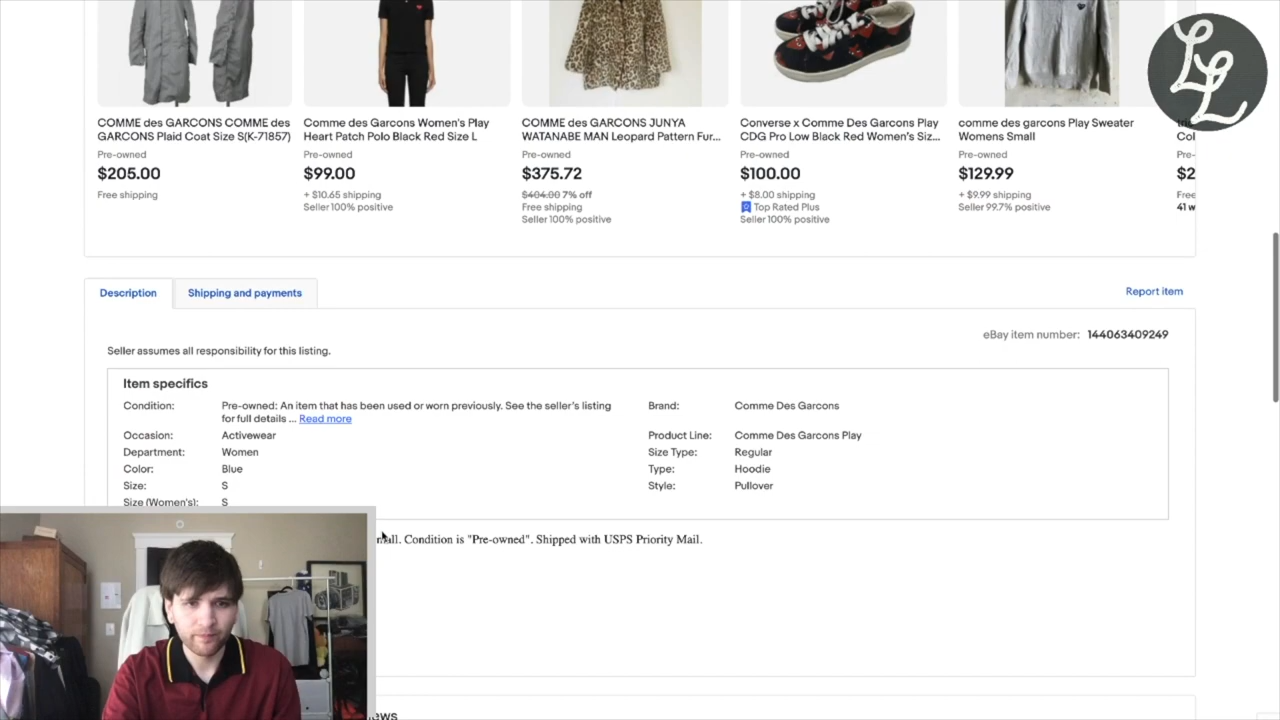 LL
COMME des GARCONS COMME des
GARCONS Plaid Coat Size S(K-71857)
Pre-owned
$205.00
Free shipping
Comme des Garcons Women's Play
Heart Patch Polo Black Red Size L
Pre-owned
$99.00
+ $10.65 shipping
Seller 100% positive
COMME des GARCONS JUNYA
WATANABE MAN Leopard Pattern Fur...
Pre-owned
$375.72
$404.00 7% off
Free shipping
Seller 100% positive
Converse x Comme Des Garcons Play
CDG Pro Low Black Red Women's Siz...
Pre-owned
$100.00
+ $8.00 shipping
Top Rated Plus
Seller 100% positive
comme des garcons Play Sweater
Womens Small
Pre-owned
$129.99
+ $9.99 shipping
Seller 99.7% positive
Col
Pre-
$2
Free
41 w
Description
Shipping and payments
Report item
eBay item number: 144063409249
Seller assumes all responsibility for this listing.
Item specifics
Condition: Pre-owned: An item that has been used or worn previously. See the seller's listing
for full details ... Read more
Brand: Comme Des Garcons
Occasion: Activewear
Product Line: Comme Des Garcons Play
Department: Women
Size Type: Regular
Color: Blue
Type: Hoodie
Size: S
Style: Pullover
Size (Women's): S
mall. Condition is "Pre-owned". Shipped with USPS Priority Mail.
ews